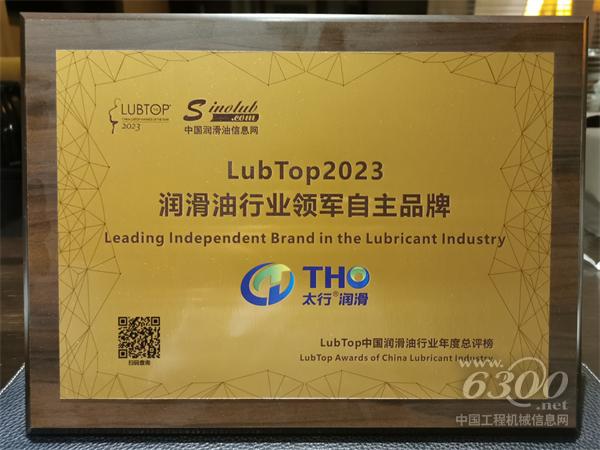 LUBTOP
2023
Sinolub
.com
中国润滑油信息网
LubTop2023
润滑油行业领军自主品牌
Leading Independent Brand in the Lubricant Industry
THO
太行®润滑
扫码查询
LubTop中国润滑油行业年度总评榜
LubTop Awards of China Lubricant Industry
www.6300.net
中国工程机械信息网